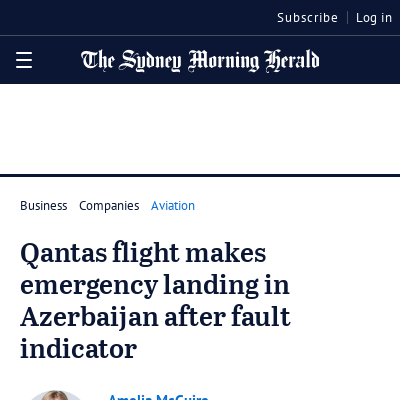 Subscribe Log in
The Sydney Morning Herald
Business Companies Aviation
Qantas flight makes
emergency landing in
Azerbaijan after fault
indicator
Amelia McGuire